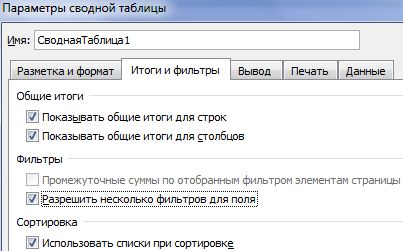 Параметры сводной таблицы
Имя: СводнаяТаблица1
Разметка и формат Итоги и фильтры Вывод Печать Данные
Общие итоги
Показывать общие итоги для строк
Показывать общие итоги для столбцов
Фильтры
Промежуточные суммы по отобранным фильтром элементам страницы
Разрешить несколько фильтров для поля
Сортировка
Использовать списки при сортировке